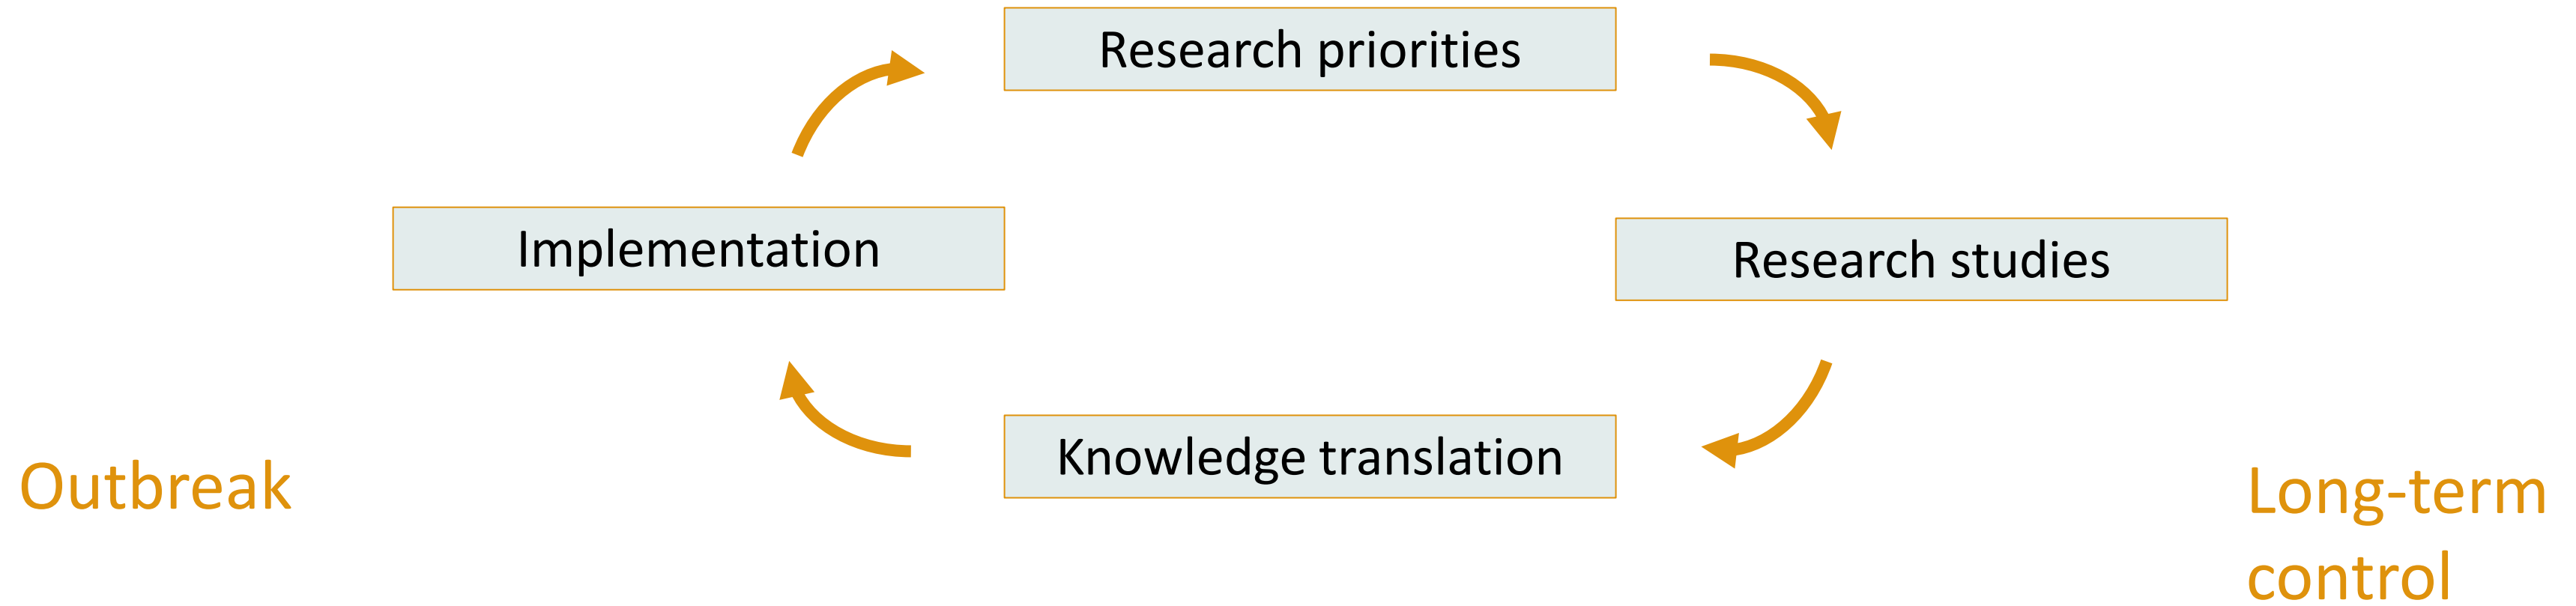 Research priorities
Implementation
Research studies
Knowledge translation
Outbreak
Long-term
control